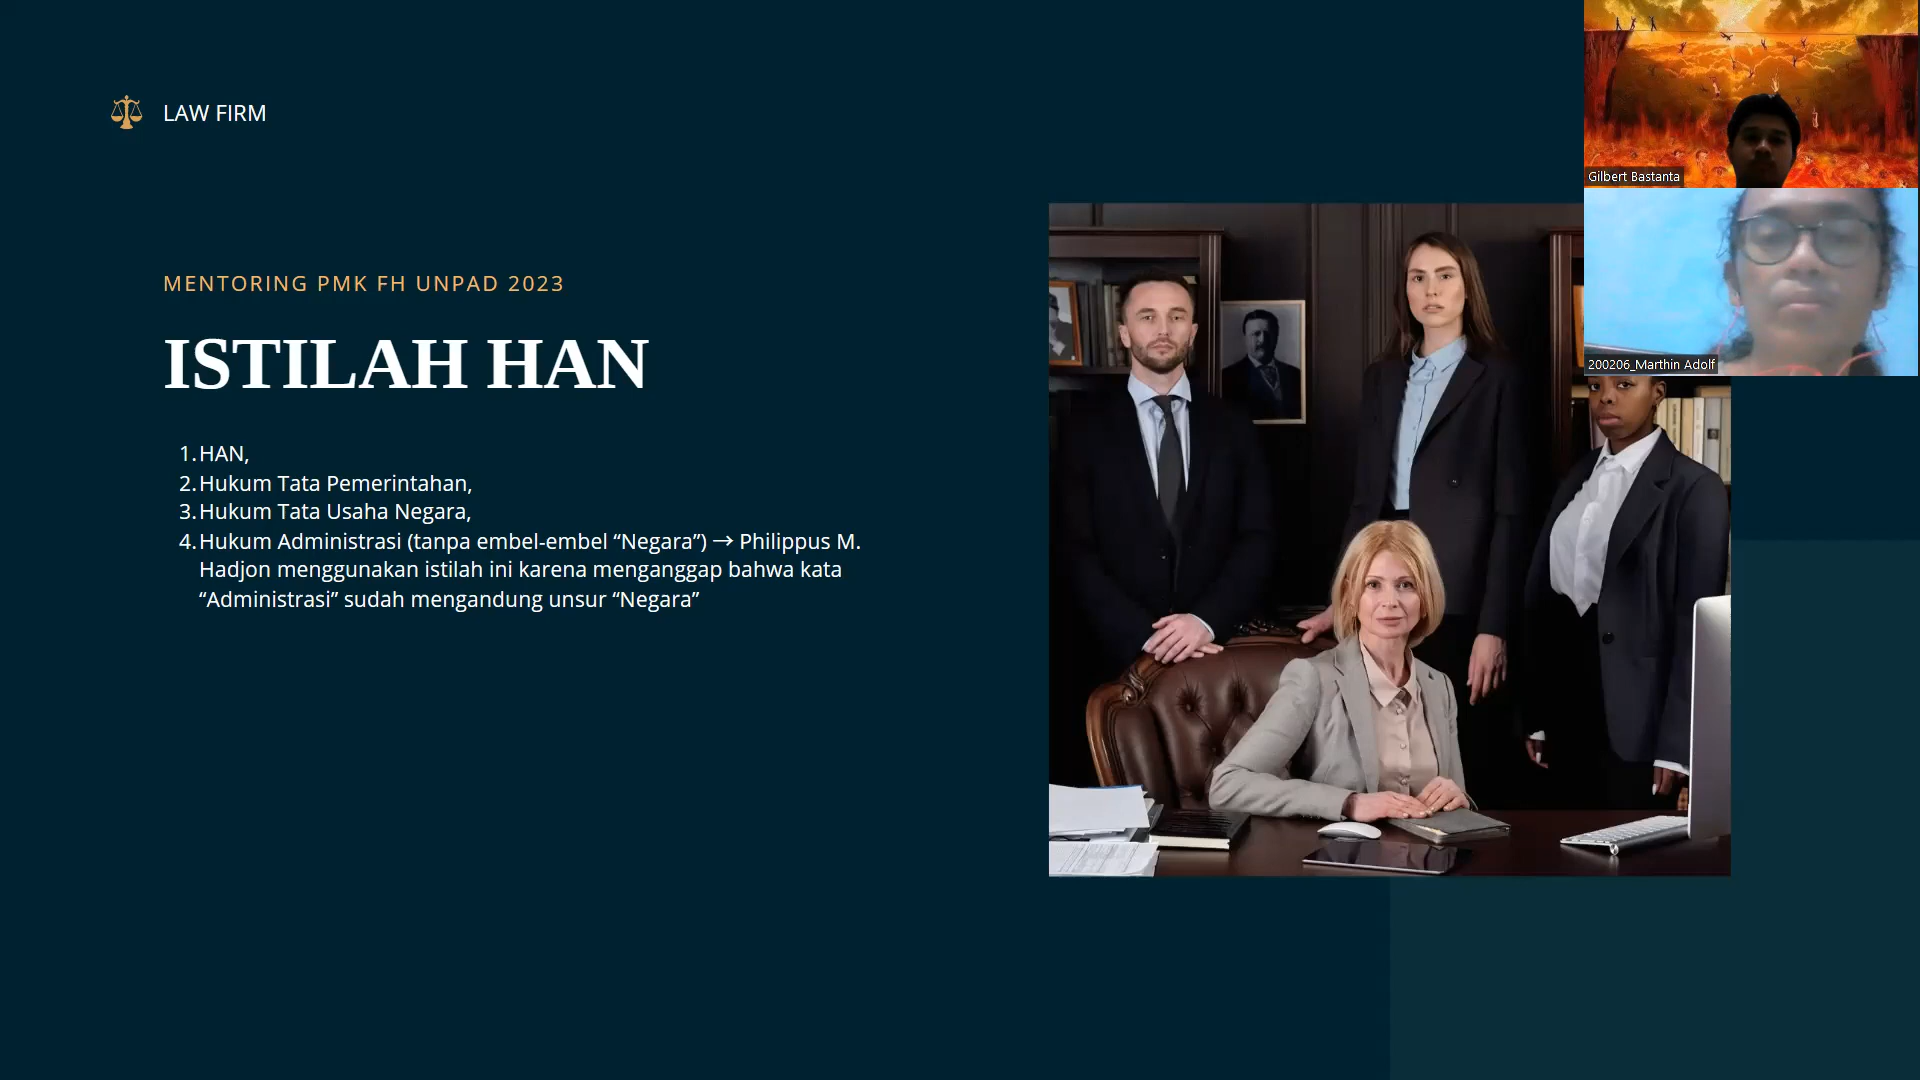 LAW FIRM
MENTORING PMK FH UNPAD 2023
ISTILAH HAN
1. HAN,
2. Hukum Tata Pemerintahan,
3. Hukum Tata Usaha Negara,
4. Hukum Administrasi (tanpa embel-embel “Negara”) → Philippus M.
Hadjon menggunakan istilah ini karena menganggap bahwa kata
“Administrasi” sudah mengandung unsur “Negara”
Gilbert Bastanta
200206_Marthin Adolf